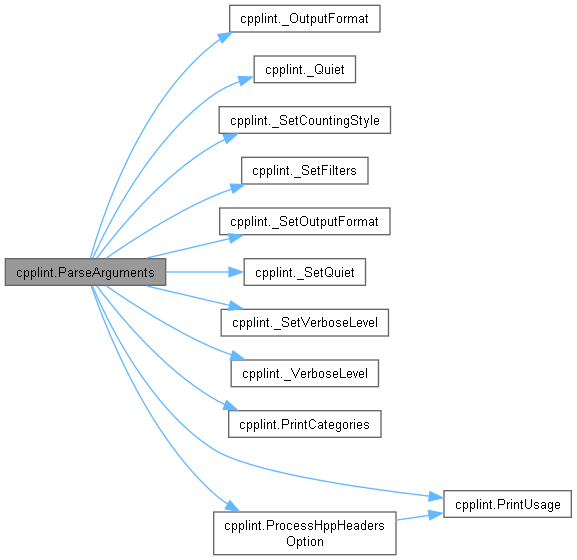 cpplint._OutputFormat
cpplint._Quiet
cpplint._SetCountingStyle
cpplint._SetFilters
cpplint._SetOutputFormat
cpplint.ParseArguments
cpplint._SetQuiet
cpplint._SetVerboseLevel
cpplint._VerboseLevel
cpplint.PrintCategories
cpplint.PrintUsage
cpplint.ProcessHppHeaders
Option